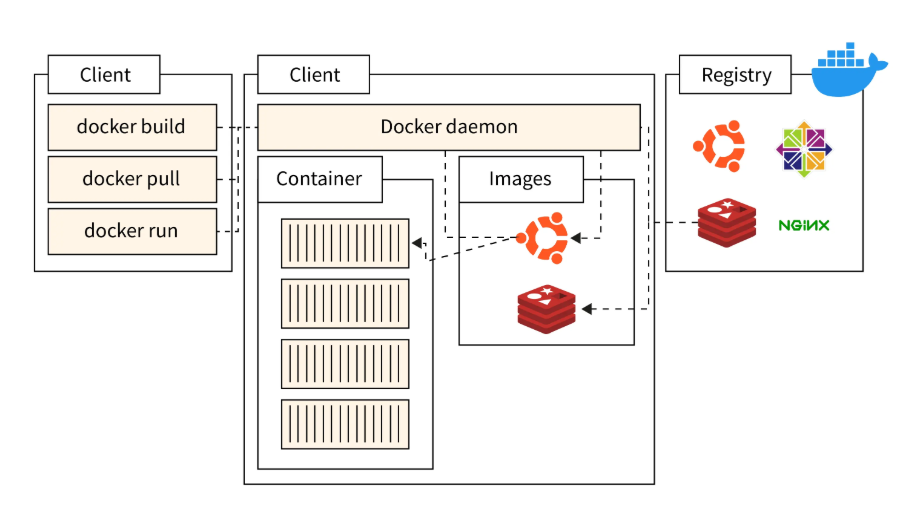 Client
docker build
docker pull
docker run
Client
Docker daemon
Container
Images
Registry
NGiNX